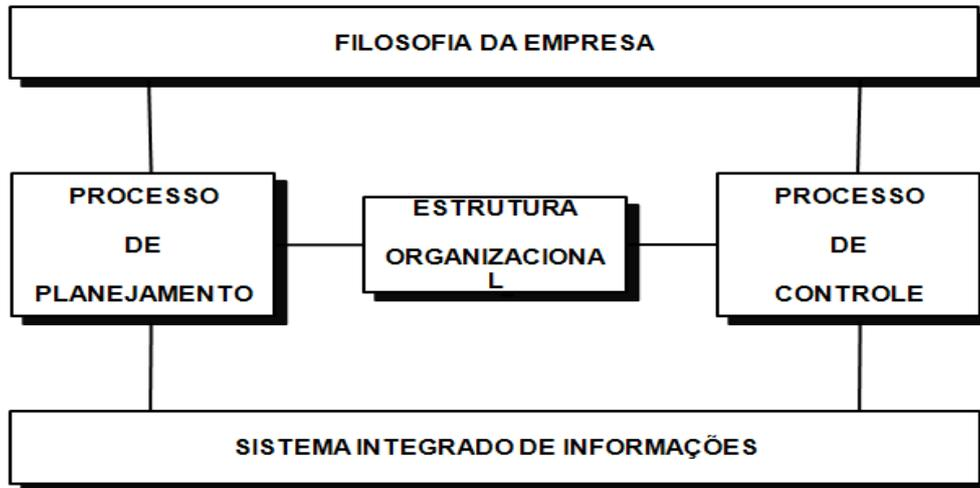 FILOSOFIA DA EMPRESA
PROCESSO
DE
PLANEJAMENTO
ESTRUTURA
ORGANIZACIONA
L
PROCESSO
DE
CONTROLE
SISTEMA INTEGRADO DE INFORMAÇÕES